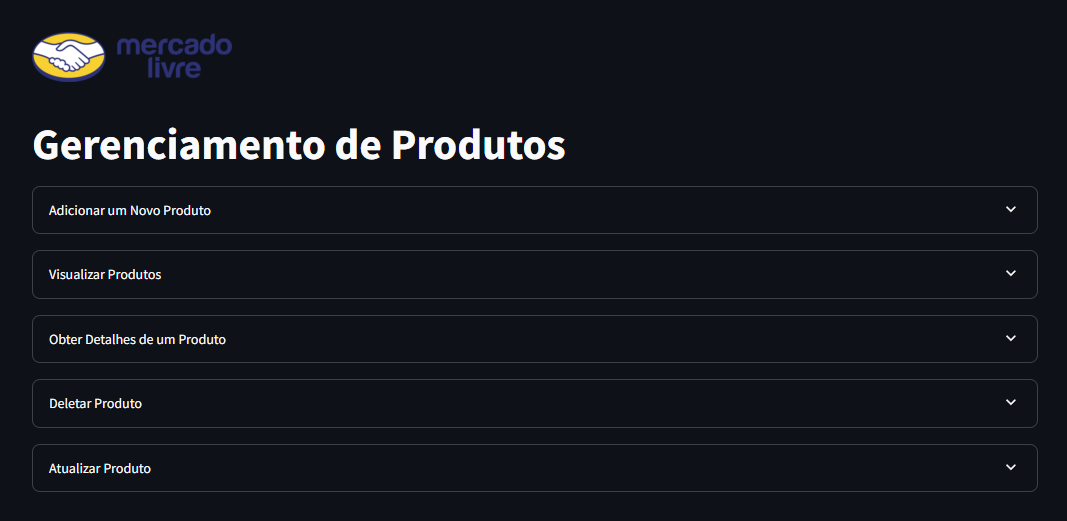 mercado
livre
Gerenciamento de Produtos
Adicionar um Novo Produto
Visualizar Produtos
Obter Detalhes de um Produto
Deletar Produto
Atualizar Produto